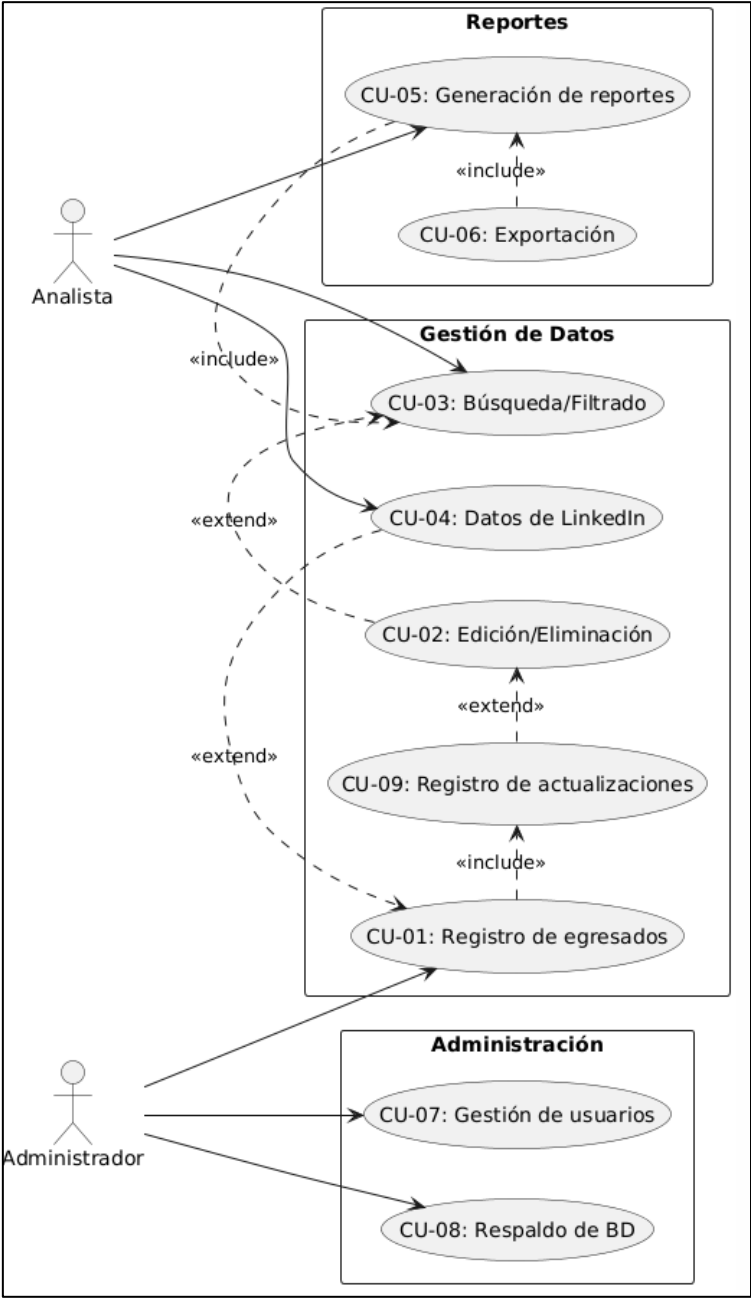 Reportes
CU-05: Generación de reportes
«include»
CU-06: Exportación
Analista
Gestión de Datos
«include»
CU-03: Búsqueda/Filtrado
CU-04: Datos de LinkedIn
«extend»
CU-02: Edición/Eliminación
«extend»
«extend»
CU-09: Registro de actualizaciones
«include»
CU-01: Registro de egresados
Administración
CU-07: Gestión de usuarios
Administrador
CU-08: Respaldo de BD